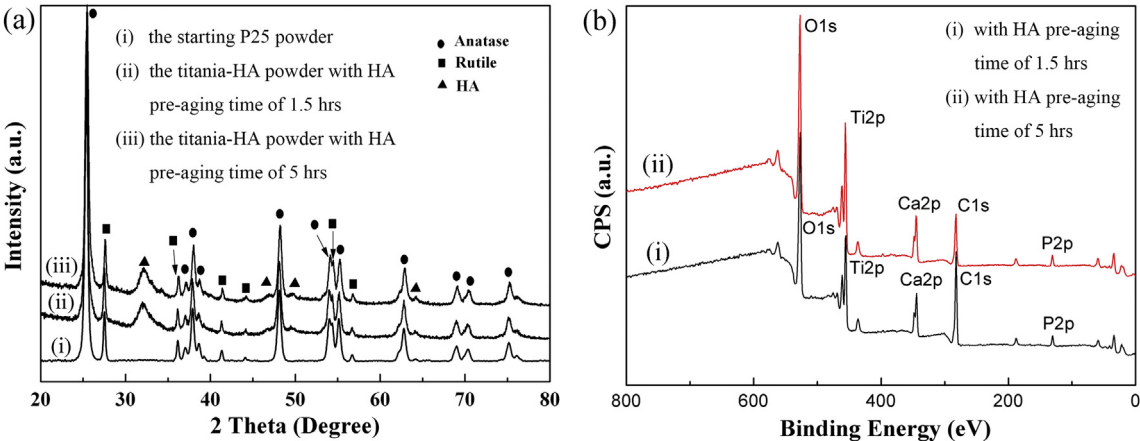 (a)
(i) the starting P25 powder
(ii) the titania-HA powder with HA
pre-aging time of 1.5 hrs
(iii) the titania-HA powder with HA
pre-aging time of 5 hrs
Anatase
Rutile
HA
(iii)
(ii)
(i)
Intensity (a.u.)
20 30 40 50 60 70 80
2 Theta (Degree)
(b)
(i) with HA pre-aging
time of 1.5 hrs
(ii) with HA pre-aging
time of 5 hrs
O1s
Ti2p
(ii)
Ca2p
C1s
P2p
O1s
(i)
Ti2p
Ca2p
C1s
P2p
CPS (a.u.)
800 600 400 200 0
Binding Energy (eV)